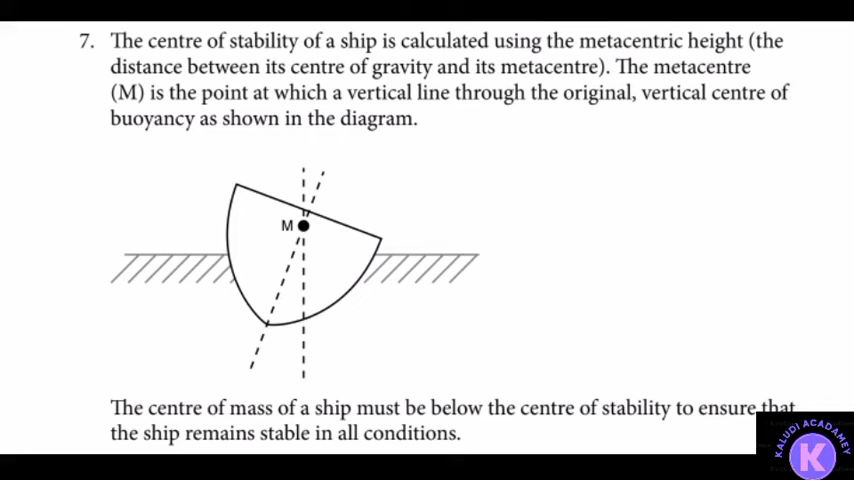 7. The centre of stability of a ship is calculated using the metacentric height (the
distance between its centre of gravity and its metacentre). The metacentre
(M) is the point at which a vertical line through the original, vertical centre of
buoyancy as shown in the diagram.
M
The centre of mass of a ship must be below the centre of stability to ensure that
the ship remains stable in all conditions.
KALUDI ACADAMEY
K